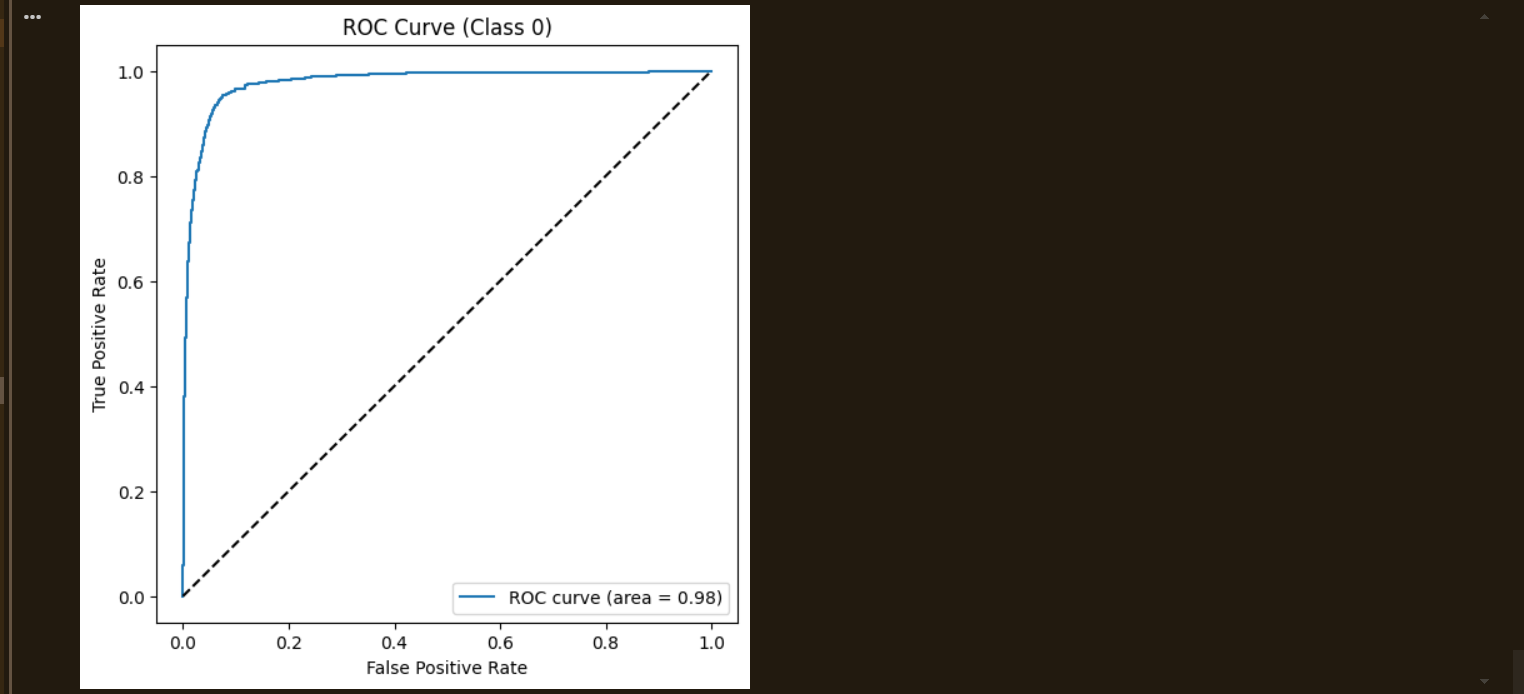 ROC Curve (Class 0)
1.0
0.8
0.6
0.4
0.2
0.0
True Positive Rate
ROC curve (area = 0.98)
0.0 0.2 0.4 0.6 0.8 1.0
False Positive Rate